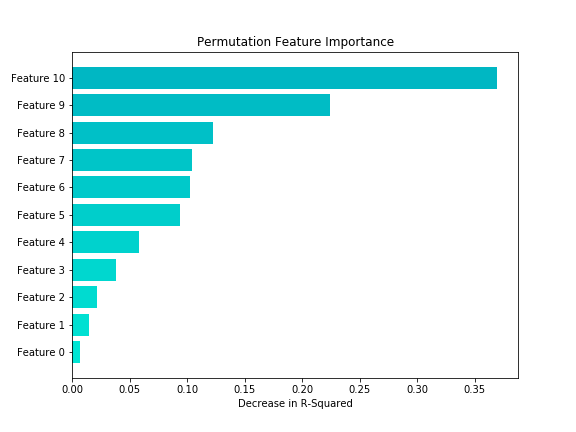 Permutation Feature Importance
Feature 10
Feature 9
Feature 8
Feature 7
Feature 6
Feature 5
Feature 4
Feature 3
Feature 2
Feature 1
Feature 0
0.00 0.05 0.10 0.15 0.20 0.25 0.30 0.35
Decrease in R-Squared